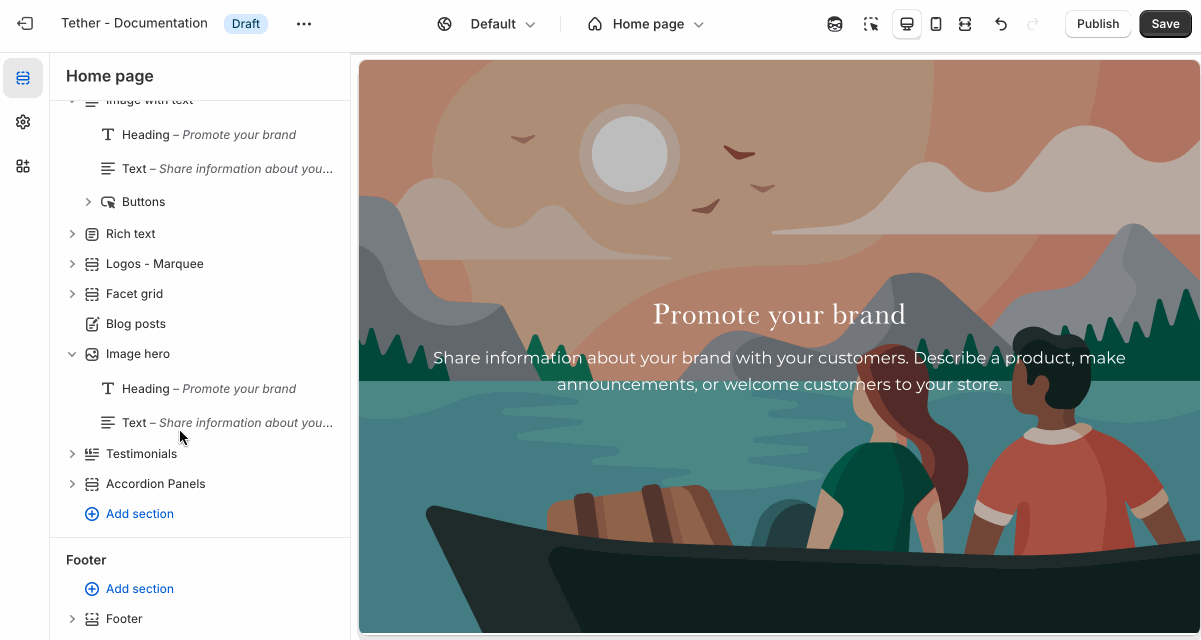 Tether - Documentation
Draft
Default
Home page
Publish
Save
Home page
Image with text
Heading – Promote your brand
Text – Share information about you...
Buttons
Rich text
Logos - Marquee
Facet grid
Blog posts
Image hero
Heading – Promote your brand
Text – Share information about you...
Testimonials
Accordion Panels
Add section
Footer
Add section
Footer
Promote your brand
Share information about your brand with your customers. Describe a product, make
announcements, or welcome customers to your store.